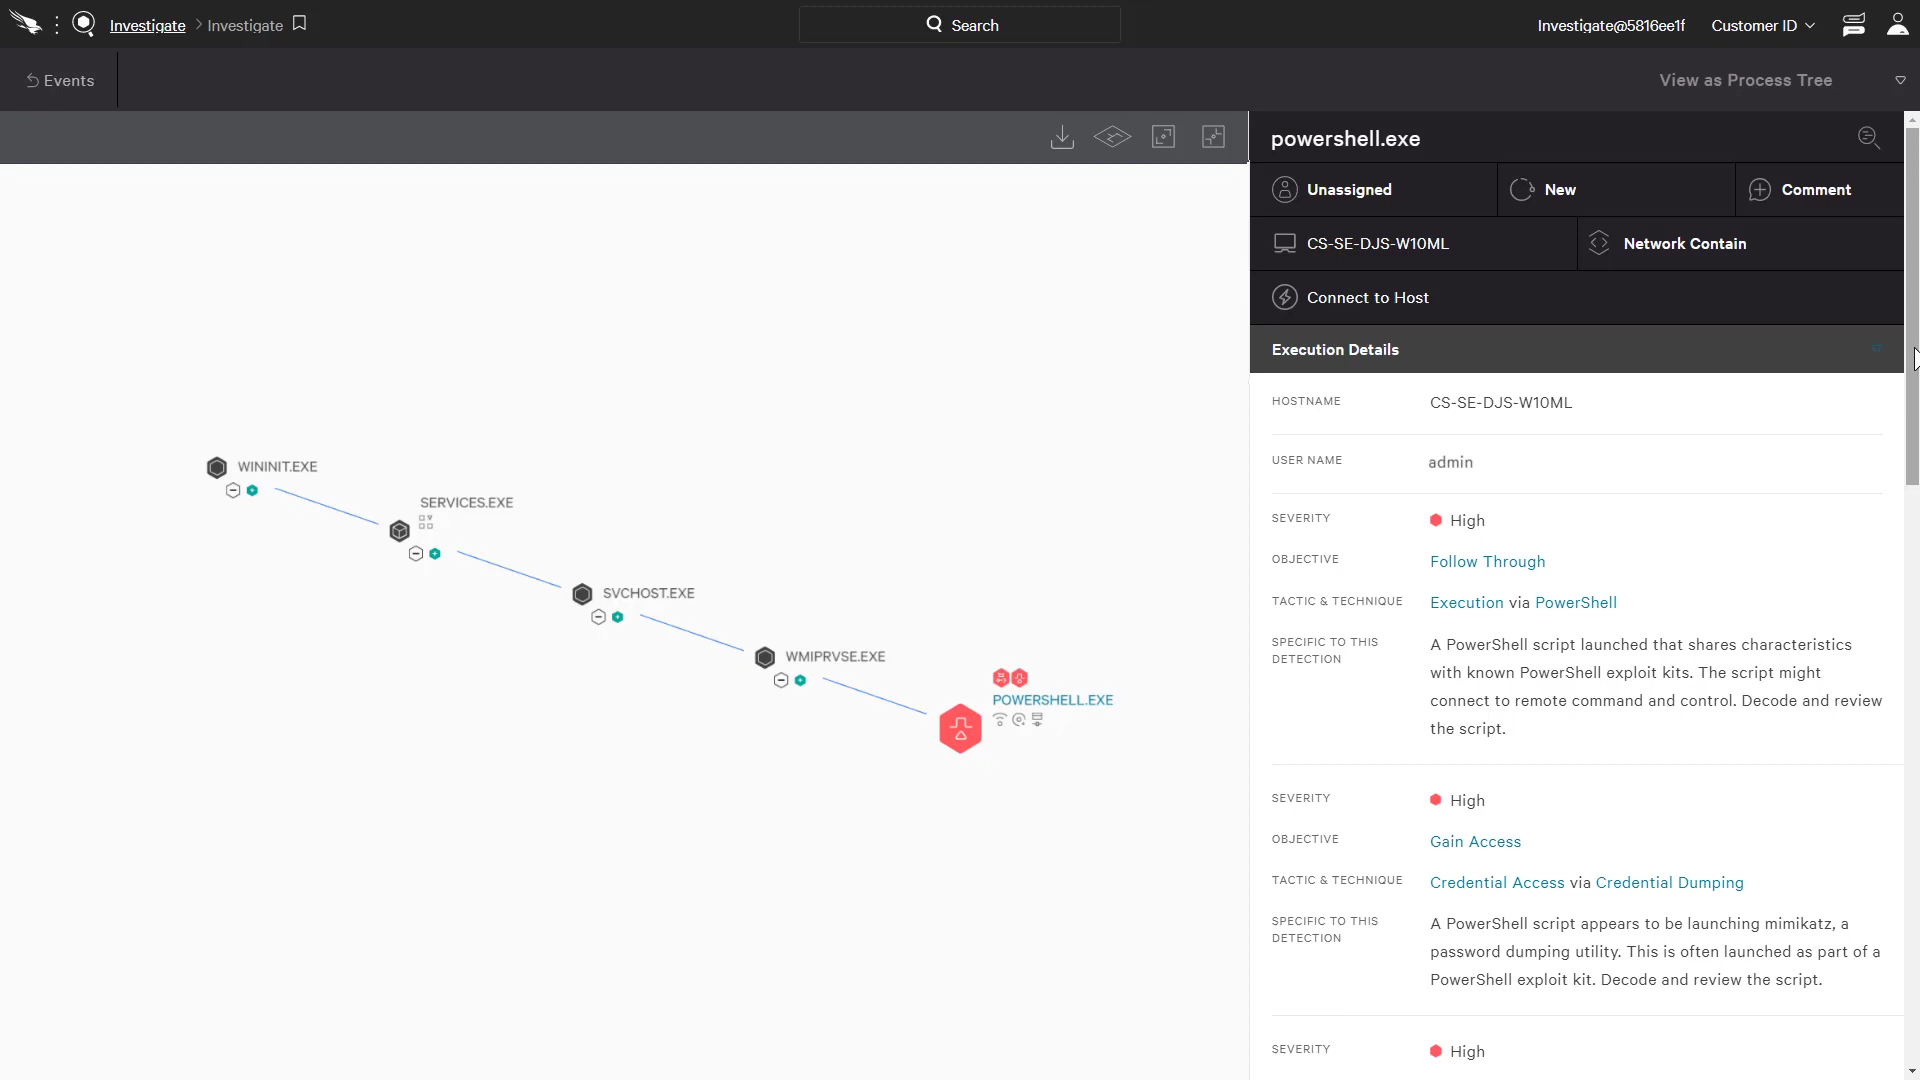 Investigate > Investigate
Search
Investigate@5816ee1f
Customer ID
Events
View as Process Tree
powershell.exe
Unassigned
New
Comment
CS-SE-DJS-W10ML
Network Contain
Connect to Host
Execution Details
HOSTNAME
CS-SE-DJS-W10ML
USER NAME
admin
SEVERITY
High
OBJECTIVE
Follow Through
TACTIC & TECHNIQUE
Execution via PowerShell
SPECIFIC TO THIS
DETECTION
A PowerShell script launched that shares characteristics
with known PowerShell exploit kits. The script might
connect to remote command and control. Decode and review
the script.
SEVERITY
High
OBJECTIVE
Gain Access
TACTIC & TECHNIQUE
Credential Access via Credential Dumping
SPECIFIC TO THIS
DETECTION
A PowerShell script appears to be launching mimikatz, a
password dumping utility. This is often launched as part of a
PowerShell exploit kit. Decode and review the script.
SEVERITY
High
WININIT.EXE
SERVICES.EXE
SVCHOST.EXE
WMIPRVSE.EXE
POWERSHELL.EXE